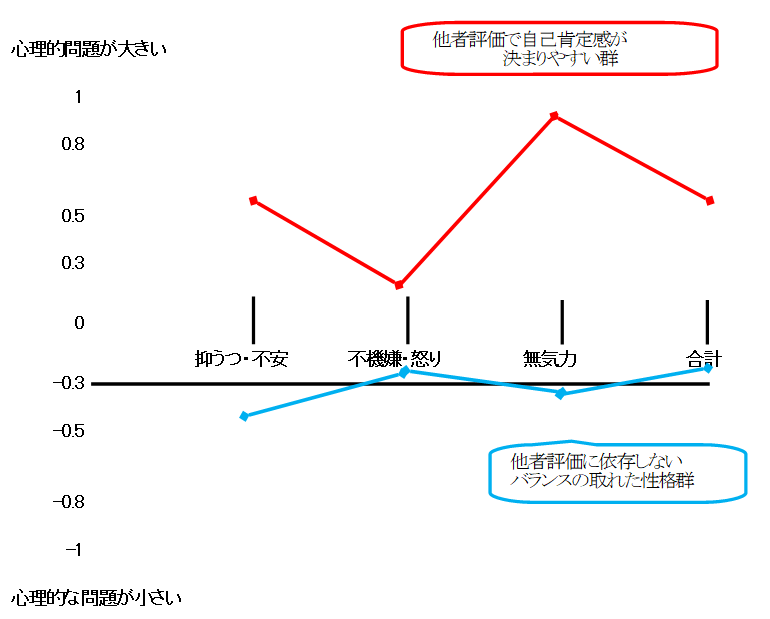 心理的問題が大きい
他者評価で自己肯定感が
決まりやすい群
1
0.8
0.5
0.3
0
抑うつ・不安
不機嫌・怒り
無気力
合計
-0.3
-0.5
他者評価に依存しない
バランスの取れた性格群
-0.8
-1
心理的な問題が小さい